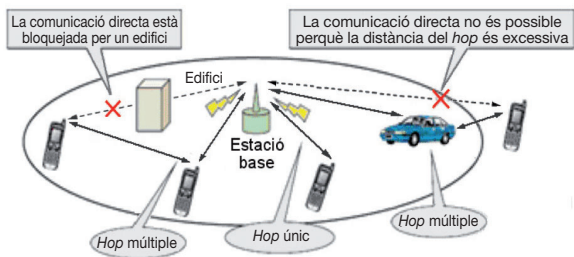 La comunicació directa està
bloquejada per un edifici
La comunicació directa no és possible
perquè la distància del hop és excessiva
Edifici
Estació
base
Hop múltiple
Hop únic
Hop múltiple